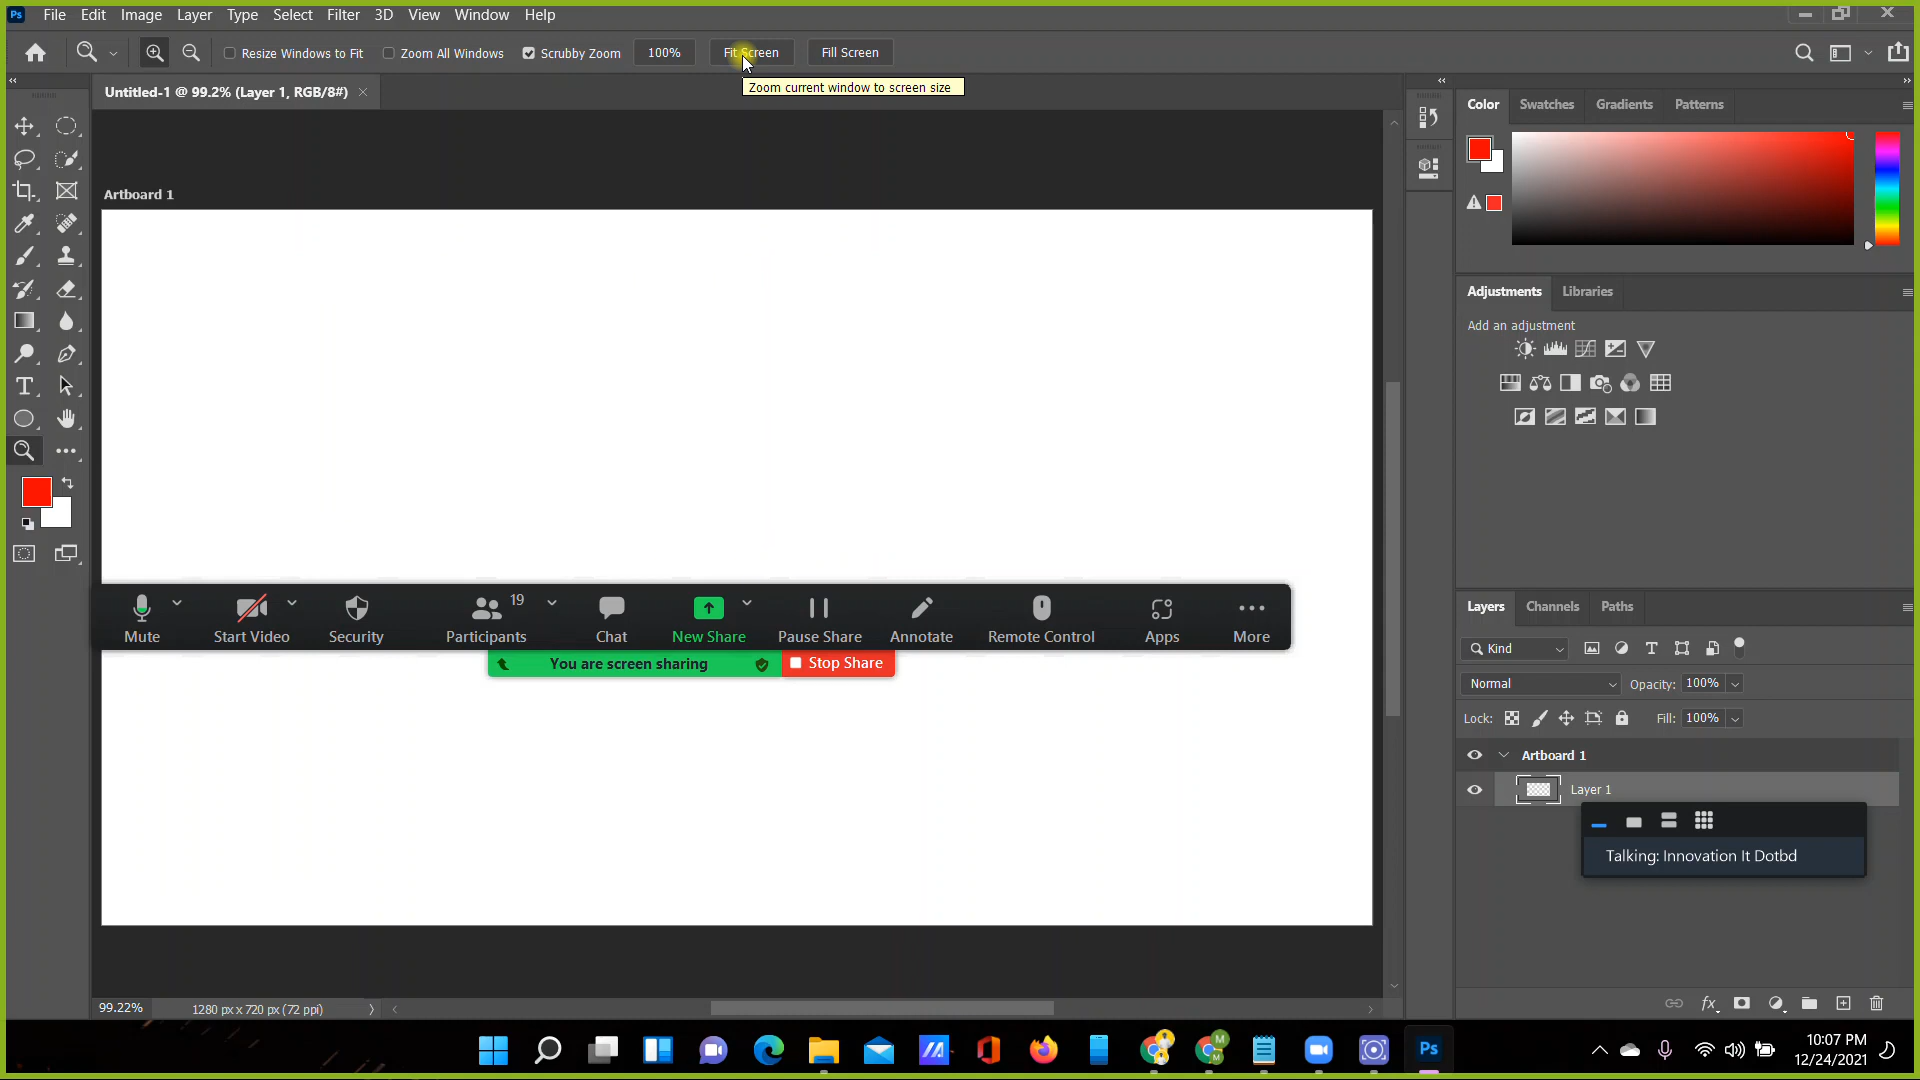 Ps File Edit Image Layer Type Select Filter 3D View Window Help
Resize Windows to Fit Zoom All Windows Scrubby Zoom 100% Fit Screen Fill Screen
Zoom current window to screen size
Untitled-1 @ 99.2% (Layer 1, RGB/8#)
Artboard 1
Color Swatches Gradients Patterns
Adjustments Libraries
Add an adjustment
19
Mute Start Video Security Participants Chat New Share Pause Share Annotate Remote Control Apps More
You are screen sharing Stop Share
Layers Channels Paths
Kind
Normal Opacity: 100%
Lock: Fill: 100%
Artboard 1
Layer 1
Talking: Innovation It Dotbd
fx
99.22% 1280 px x 720 px (72 ppi)
M
M
Ps
10:07 PM
12/24/2021